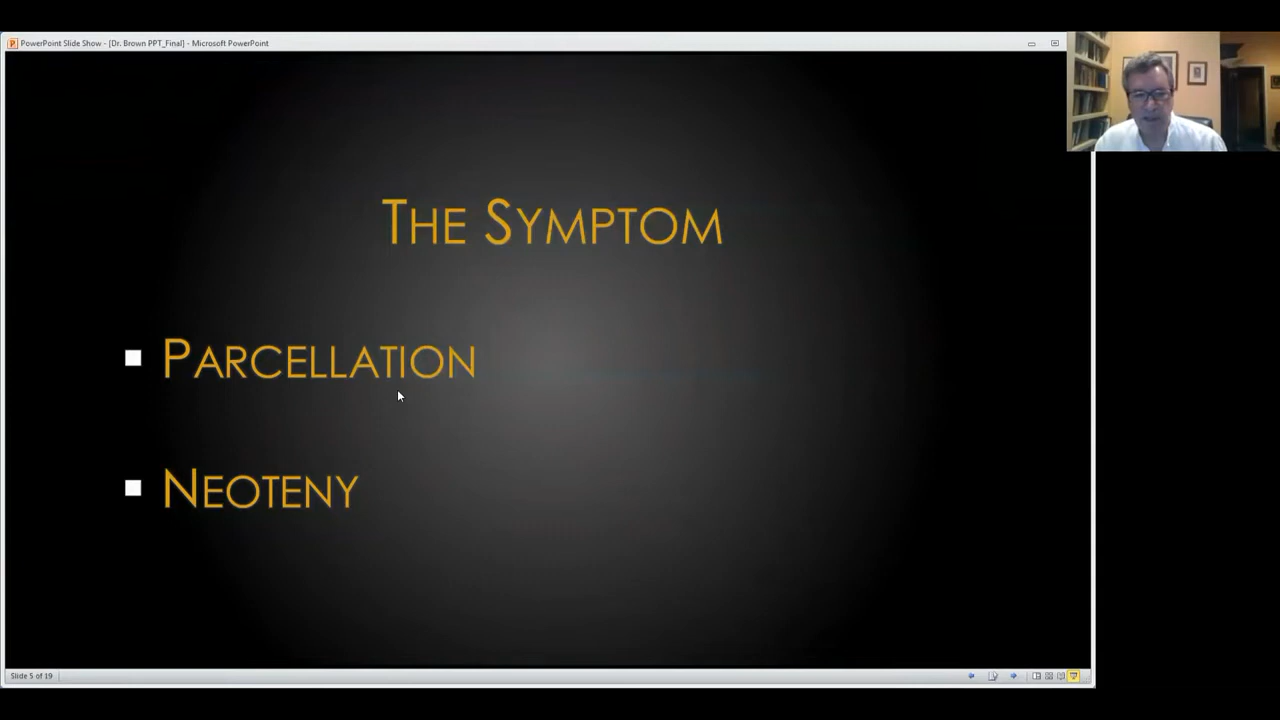 PowerPoint Slide Show - [Dr. Brown PPT_Final] - Microsoft PowerPoint
THE SYMPTOM
PARCELLATION
NEOTENY
Slide 5 of 19